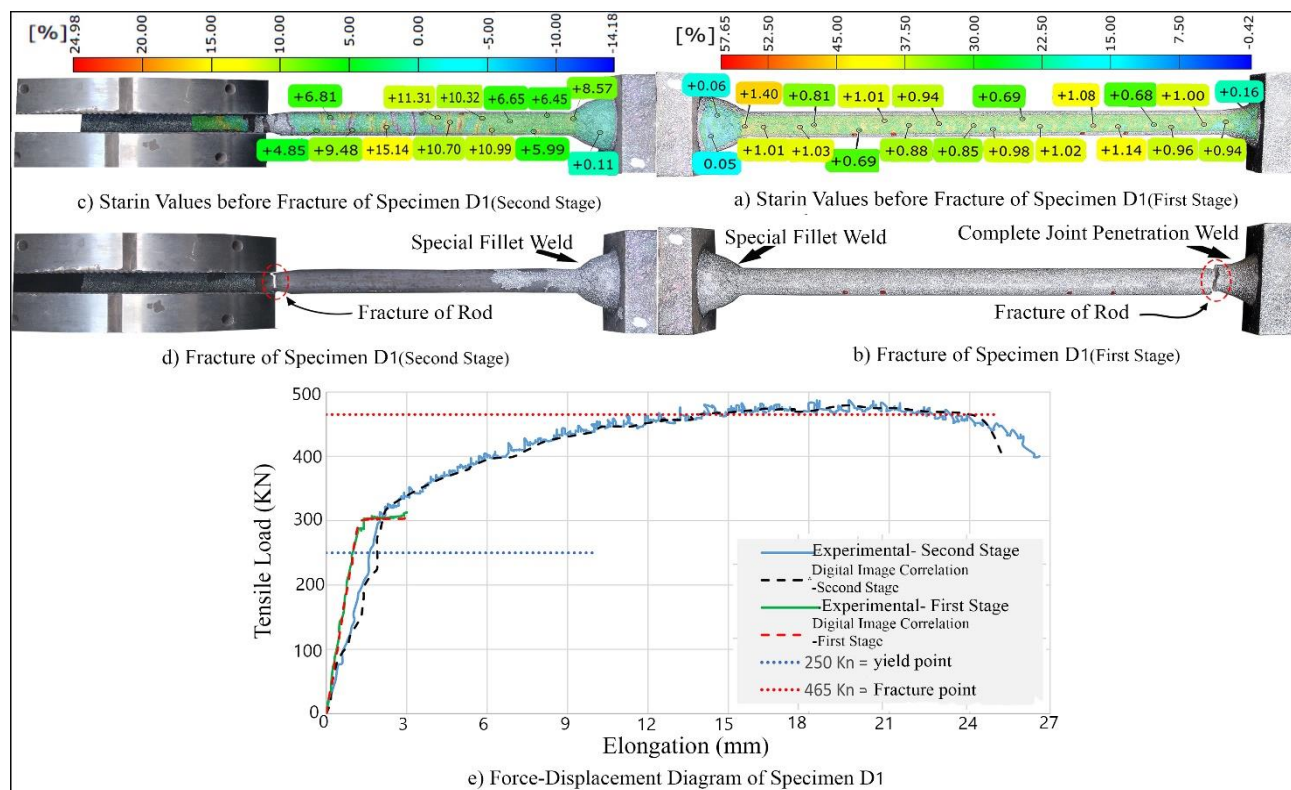 [%]
24.98
20.00
15.00
10.00
5.00
-5.00
-10.00
-14.18
[%]
57.65
52.50
45.00
37.50
30.00
22.50
15.00
7.50
-0.42
+6.81
+11.31
+10.32
+6.65
+6.45
+8.57
+4.85
+9.48
+15.14
+10.70
+10.99
+5.99
+0.11
+0.06
+1.40
+0.81
+1.01
+0.94
+0.69
+1.08
+0.68
+1.00
+0.16
0.05
+1.01
+1.03
+0.69
+0.88
+0.85
+0.98
+1.02
+1.14
+0.96
+0.94
c) Starin Values before Fracture of Specimen D1(Second Stage)
a) Starin Values before Fracture of Specimen D1(First Stage)
Special Fillet Weld
Fracture of Rod
d) Fracture of Specimen D1(Second Stage)
Special Fillet Weld
Complete Joint Penetration Weld
Fracture of Rod
b) Fracture of Specimen D1(First Stage)
Tensile Load (KN)
500
400
300
200
100
0
0 3 6 9 12 15 18 21 24 27
Elongation (mm)
Experimental- Second Stage
Digital Image Correlation
-Second Stage
-Experimental- First Stage
Digital Image Correlation
-First Stage
250 Kn = yield point
465 Kn = Fracture point
e) Force-Displacement Diagram of Specimen D1